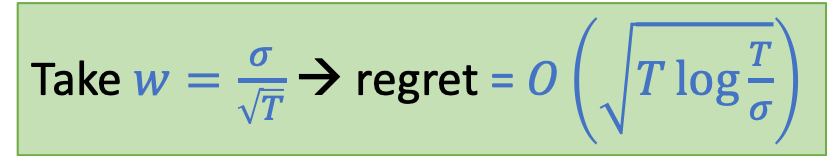 Take w = σ/√T → regret = O(√(T log T/σ))